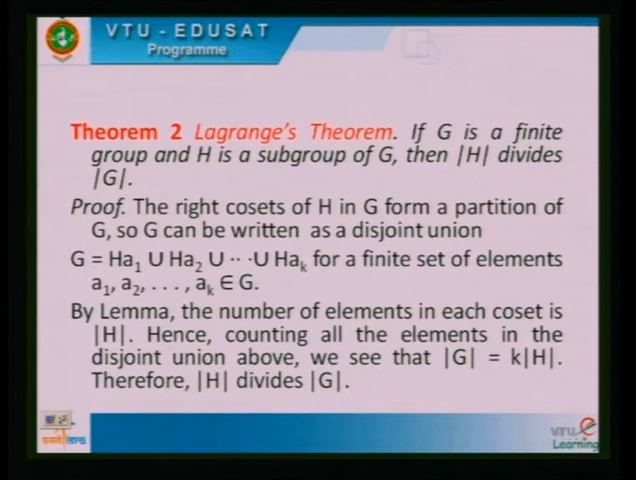 VTU - EDUSAT
Programme
Theorem 2 Lagrange's Theorem. If G is a finite
group and H is a subgroup of G, then |H| divides
|G|.
Proof. The right cosets of H in G form a partition of
G, so G can be written as a disjoint union
G = Ha₁ U Ha₂ U ·· ·U Haₖ for a finite set of elements
a₁, a₂, . . . , aₖ ∈ G.
By Lemma, the number of elements in each coset is
|H|. Hence, counting all the elements in the
disjoint union above, we see that |G| = k|H|.
Therefore, |H| divides |G|.
VTU
e
Learning